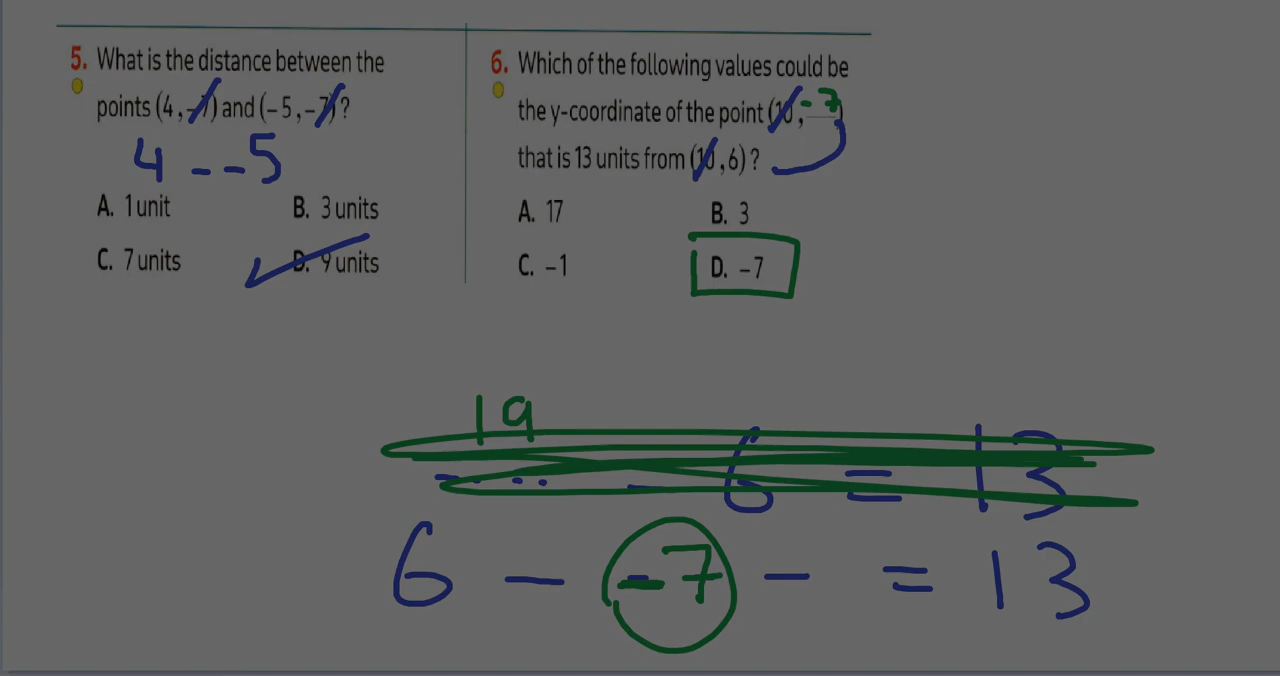 5. What is the distance between the
points (4, -7) and (-5, -7)?
4 - -5
A. 1 unit B. 3 units
C. 7 units D. 9 units
6. Which of the following values could be
the y-coordinate of the point (10, -7)
that is 13 units from (10, 6)?
A. 17 B. 3
C. -1 D. -7
19
- 6 = 13
6 - -7 - = 13